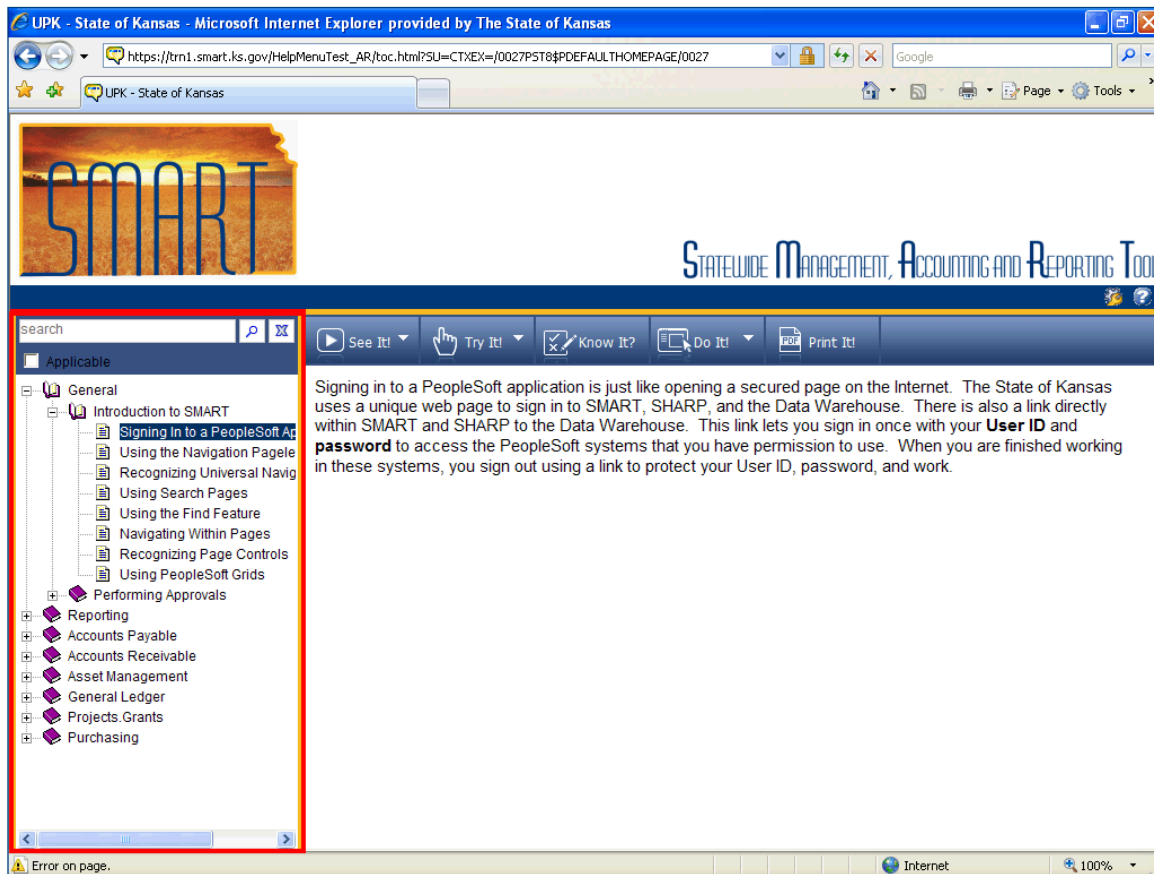 UPK - State of Kansas - Microsoft Internet Explorer provided by The State of Kansas
https://trn1.smart.ks.gov/HelpMenuTest_AR/toc.html?SU=CTXEX=/0027PST8$PDEFAULTHOMEPAGE/0027
Google
UPK - State of Kansas
Page
Tools
SMART
Statewide Management, Accounting and Reporting Tool
search
See It!
Try It!
Know It?
Do It!
PDF
Print It!
Applicable
General
Introduction to SMART
Signing In to a PeopleSoft Ap
Using the Navigation Pagele
Recognizing Universal Navig
Using Search Pages
Using the Find Feature
Navigating Within Pages
Recognizing Page Controls
Using PeopleSoft Grids
Performing Approvals
Reporting
Accounts Payable
Accounts Receivable
Asset Management
General Ledger
Projects.Grants
Purchasing
Signing in to a PeopleSoft application is just like opening a secured page on the Internet. The State of Kansas
uses a unique web page to sign in to SMART, SHARP, and the Data Warehouse. There is also a link directly
within SMART and SHARP to the Data Warehouse. This link lets you sign in once with your User ID and
password to access the PeopleSoft systems that you have permission to use. When you are finished working
in these systems, you sign out using a link to protect your User ID, password, and work.
Error on page.
Internet
100%